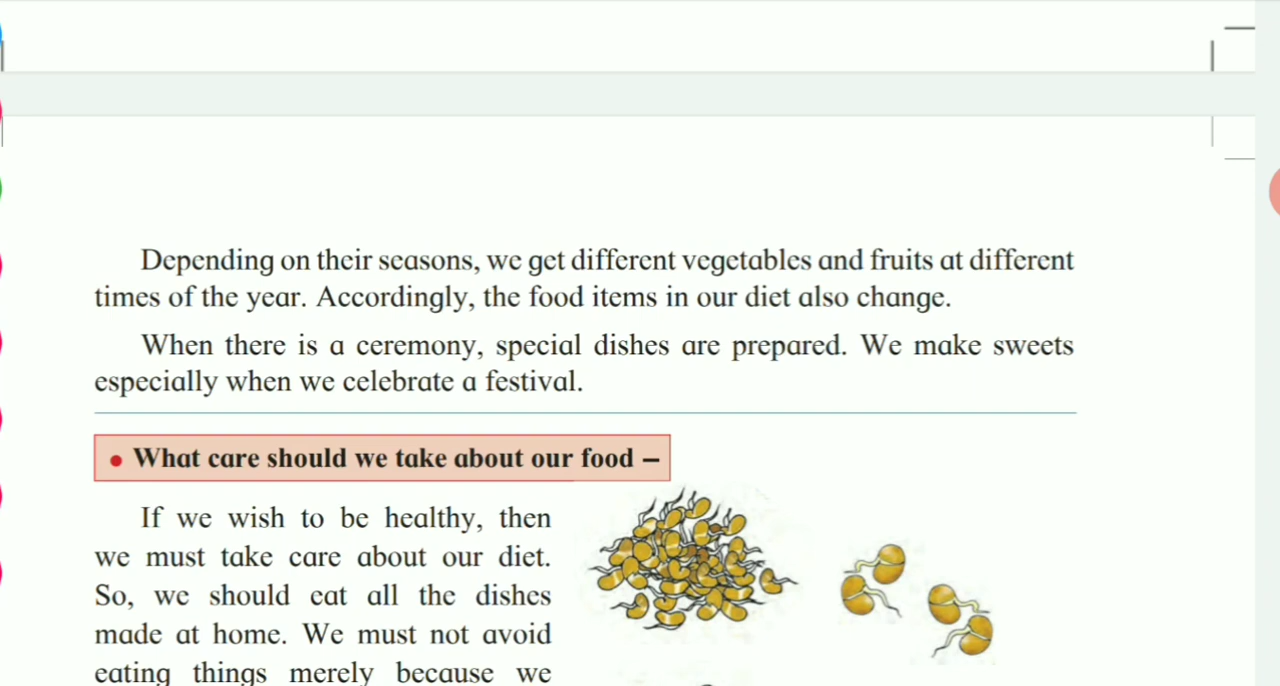 Depending on their seasons, we get different vegetables and fruits at different
times of the year. Accordingly, the food items in our diet also change.
When there is a ceremony, special dishes are prepared. We make sweets
especially when we celebrate a festival.
• What care should we take about our food –
If we wish to be healthy, then
we must take care about our diet.
So, we should eat all the dishes
made at home. We must not avoid
eating things merely because we